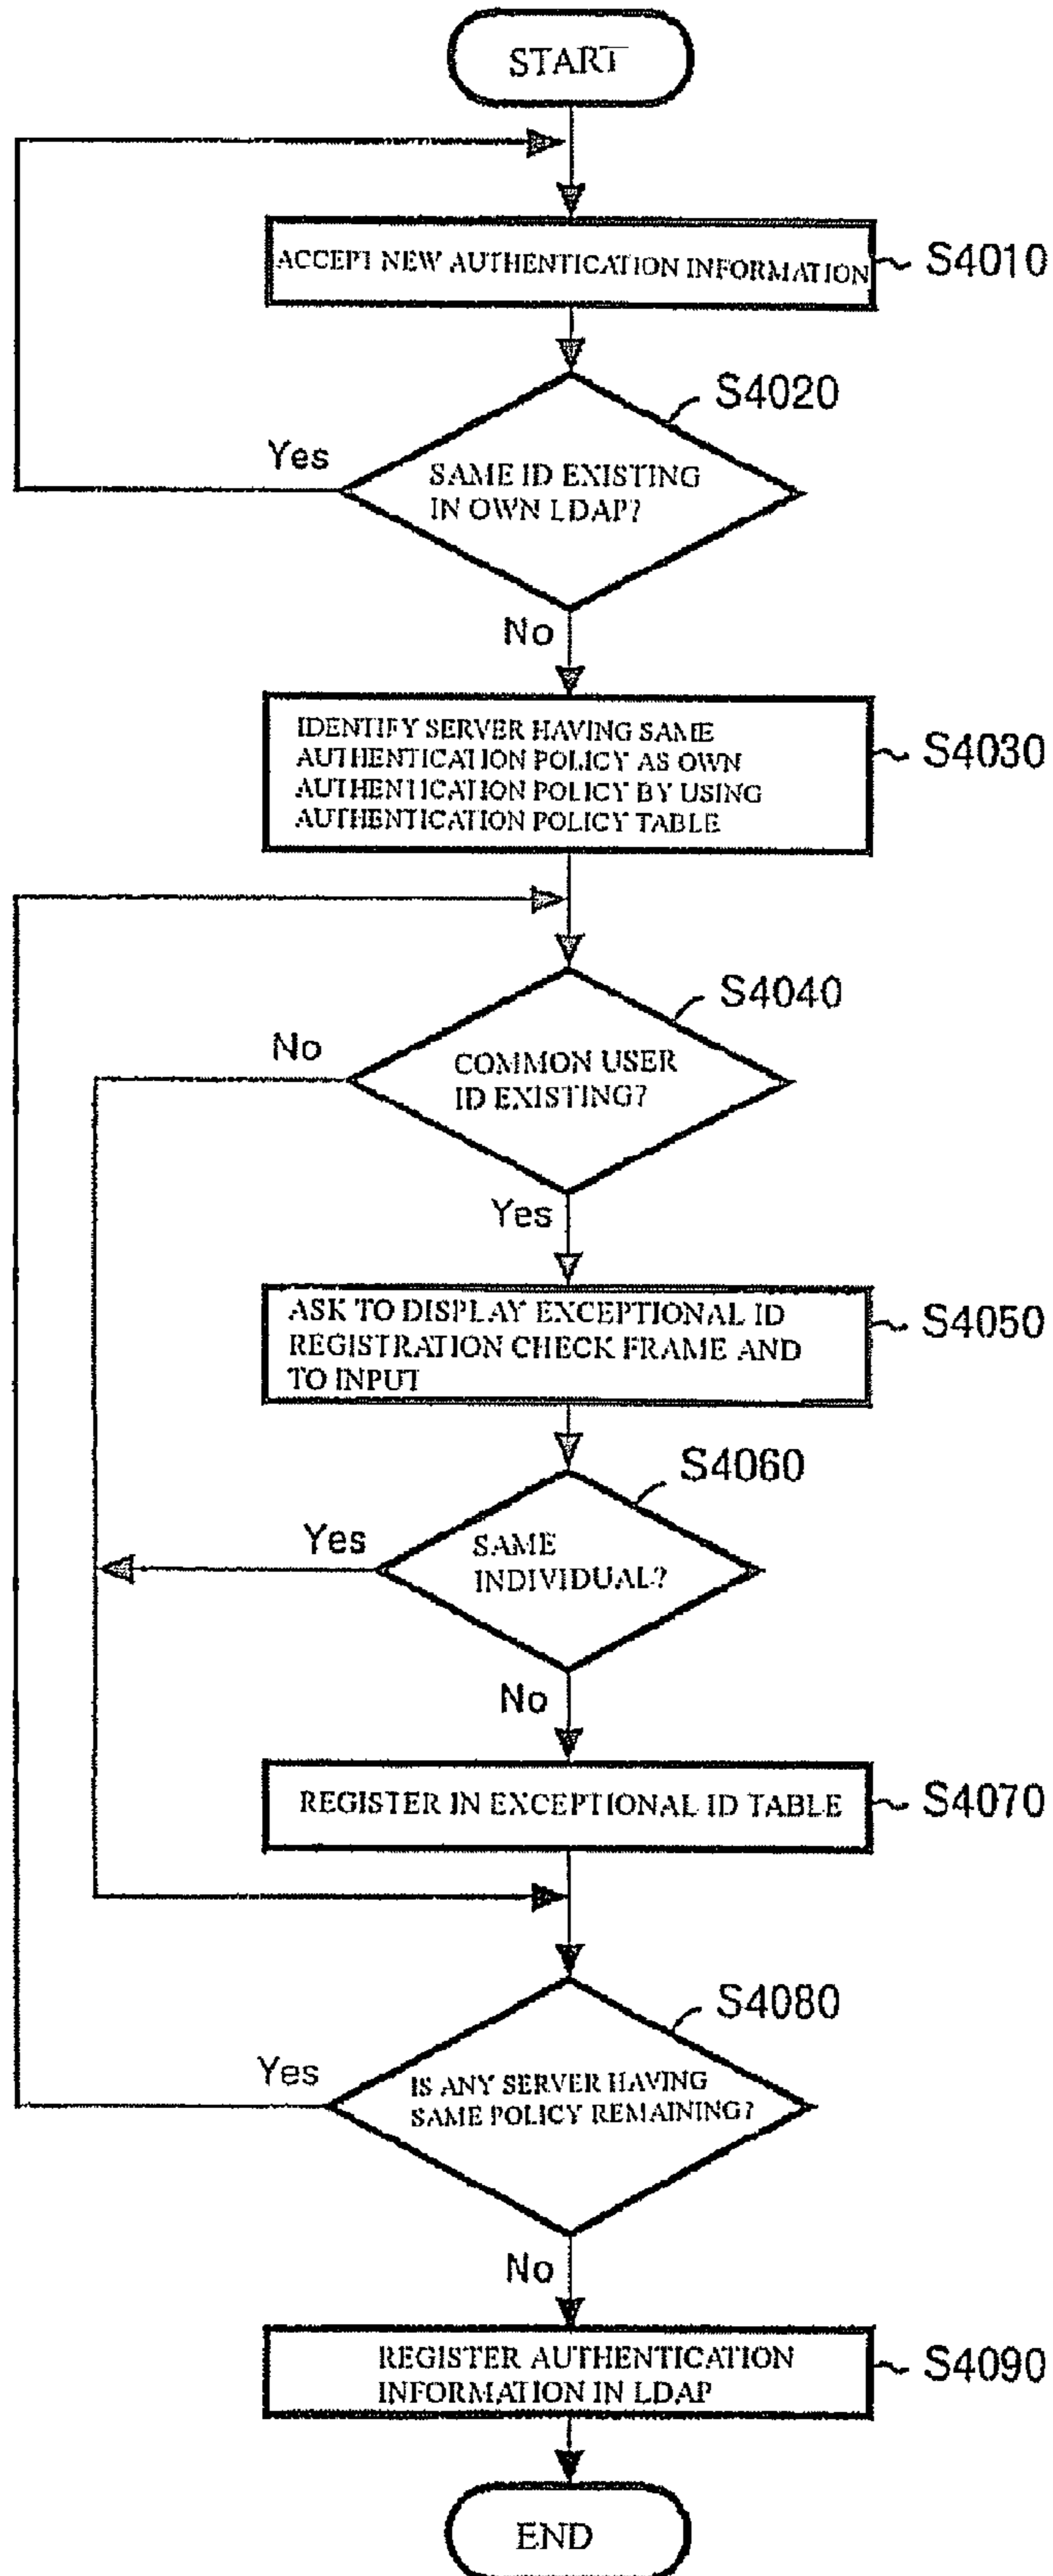 START
ACCEPT NEW AUTHENTICATION INFORMATION
S4010
S4020
Yes
SAME ID EXISTING
IN OWN LDAP?
No
IDENTIFY SERVER HAVING SAME
AUTHENTICATION POLICY AS OWN
AUTHENTICATION POLICY BY USING
AUTHENTICATION POLICY TABLE
S4030
S4040
No
COMMON USER
ID EXISTING?
Yes
ASK TO DISPLAY EXCEPTIONAL ID
REGISTRATION CHECK FRAME AND
TO INPUT
S4050
S4060
Yes
SAME
INDIVIDUAL?
No
REGISTER IN EXCEPTIONAL ID TABLE
S4070
S4080
Yes
IS ANY SERVER HAVING
SAME POLICY REMAINING?
No
REGISTER AUTHENTICATION
INFORMATION IN LDAP
S4090
END